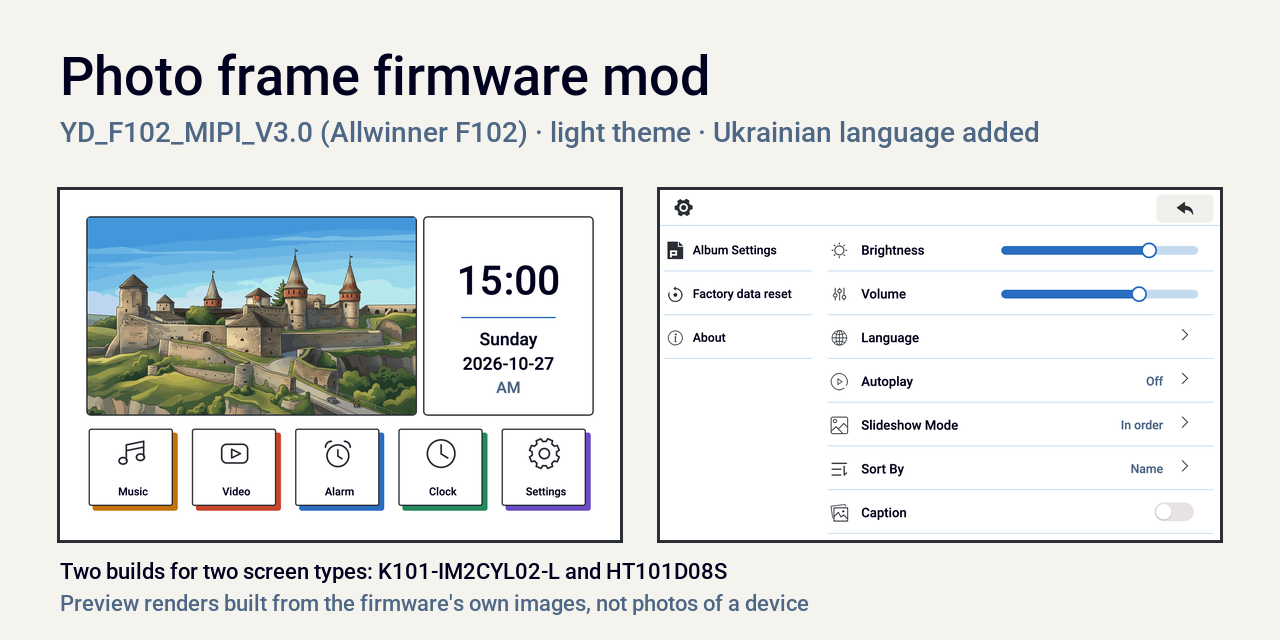 Photo frame firmware mod
YD_F102_MIPI_V3.0 (Allwinner F102) · light theme · Ukrainian language added
15:00
Sunday
2026-10-27
AM
Music
Video
Alarm
Clock
Settings
Album Settings
Factory data reset
About
Brightness
Volume
Language
Autoplay Off
Slideshow Mode In order
Sort By Name
Caption
Two builds for two screen types: K101-IM2CYL02-L and HT101D08S
Preview renders built from the firmware's own images, not photos of a device